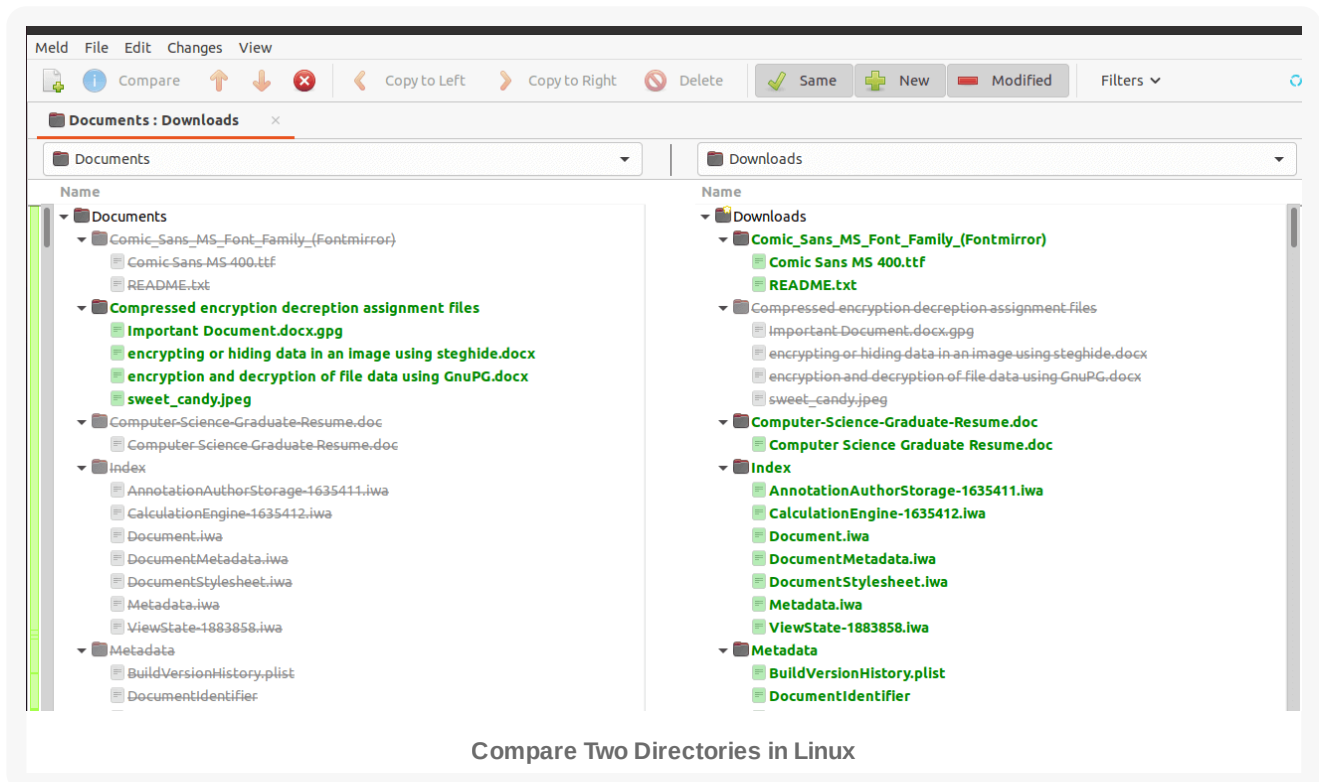 Meld File Edit Changes View
Compare Copy to Left Copy to Right Delete Same New Modified Filters
Documents : Downloads
Documents Downloads
Name Name
Documents Downloads
Comic_Sans_MS_Font_Family_(Fontmirror) Comic_Sans_MS_Font_Family_(Fontmirror)
Comic Sans MS 400.ttf Comic Sans MS 400.ttf
README.txt README.txt
Compressed encryption decreption assignment files Compressed encryption decreption assignment files
Important Document.docx.gpg Important Document.docx.gpg
encrypting or hiding data in an image using steghide.docx encrypting or hiding data in an image using steghide.docx
encryption and decryption of file data using GnuPG.docx encryption and decryption of file data using GnuPG.docx
sweet_candy.jpeg sweet_candy.jpeg
Computer-Science-Graduate-Resume.doc Computer-Science-Graduate-Resume.doc
Computer Science Graduate Resume.doc Computer Science Graduate Resume.doc
Index Index
AnnotationAuthorStorage-1635411.iwa AnnotationAuthorStorage-1635411.iwa
CalculationEngine-1635412.iwa CalculationEngine-1635412.iwa
Document.iwa Document.iwa
DocumentMetadata.iwa DocumentMetadata.iwa
DocumentStylesheet.iwa DocumentStylesheet.iwa
Metadata.iwa Metadata.iwa
ViewState-1883858.iwa ViewState-1883858.iwa
Metadata Metadata
BuildVersionHistory.plist BuildVersionHistory.plist
DocumentIdentifier DocumentIdentifier
Compare Two Directories in Linux